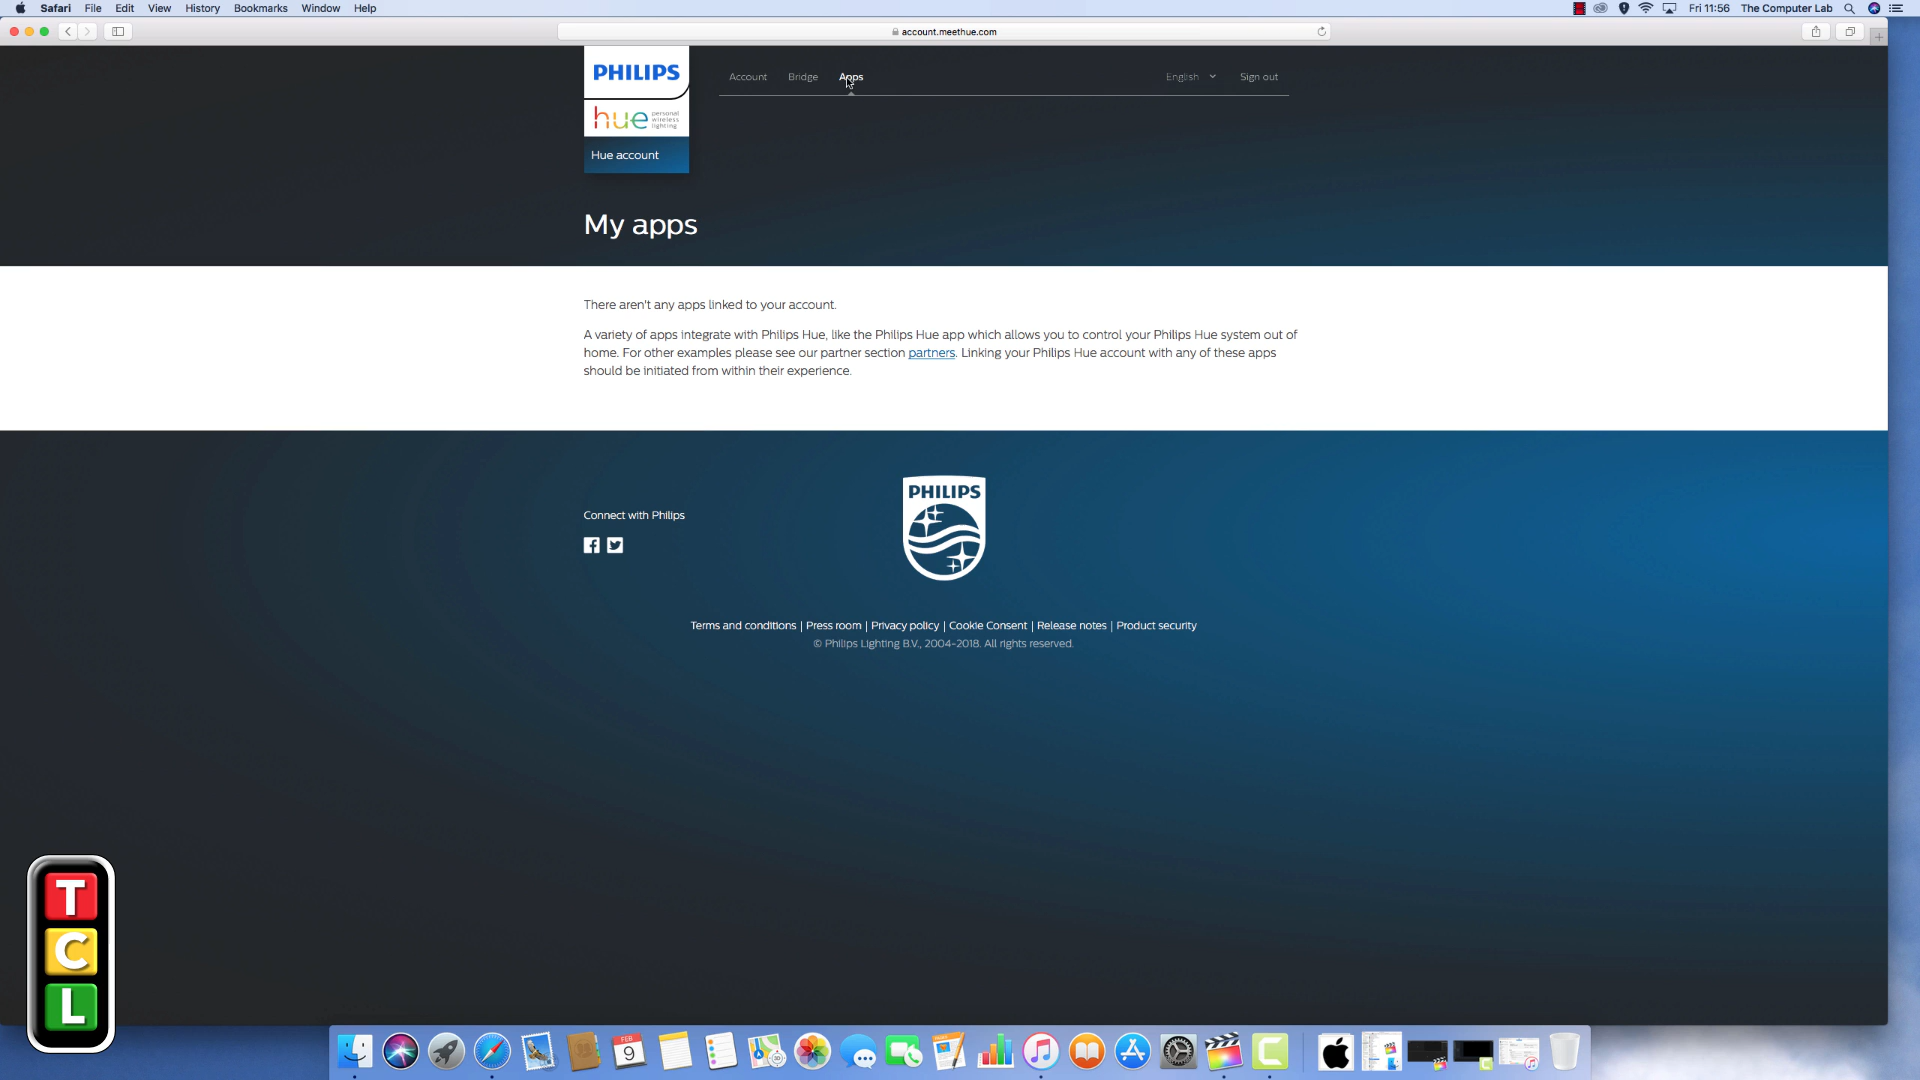 Safari File Edit View History Bookmarks Window Help
Fri 11:56 The Computer Lab
account.meethue.com
PHILIPS
hue personal wireless lighting
Hue account
Account Bridge Apps
English Sign out
My apps
There aren't any apps linked to your account.
A variety of apps integrate with Philips Hue, like the Philips Hue app which allows you to control your Philips Hue system out of
home. For other examples please see our partner section partners. Linking your Philips Hue account with any of these apps
should be initiated from within their experience.
Connect with Philips
PHILIPS
Terms and conditions | Press room | Privacy policy | Cookie Consent | Release notes | Product security
© Philips Lighting B.V., 2004-2018. All rights reserved.
T
C
L
FEB
9